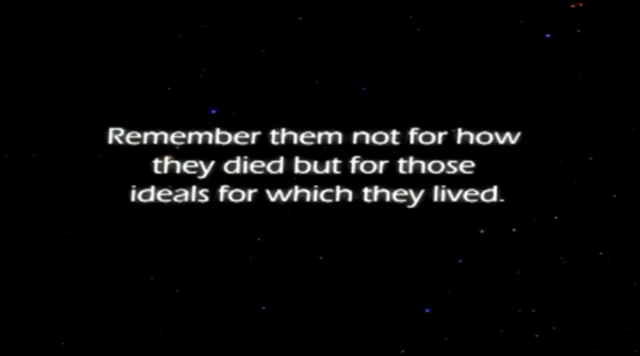 Remember them not for how
they died but for those
ideals for which they lived.